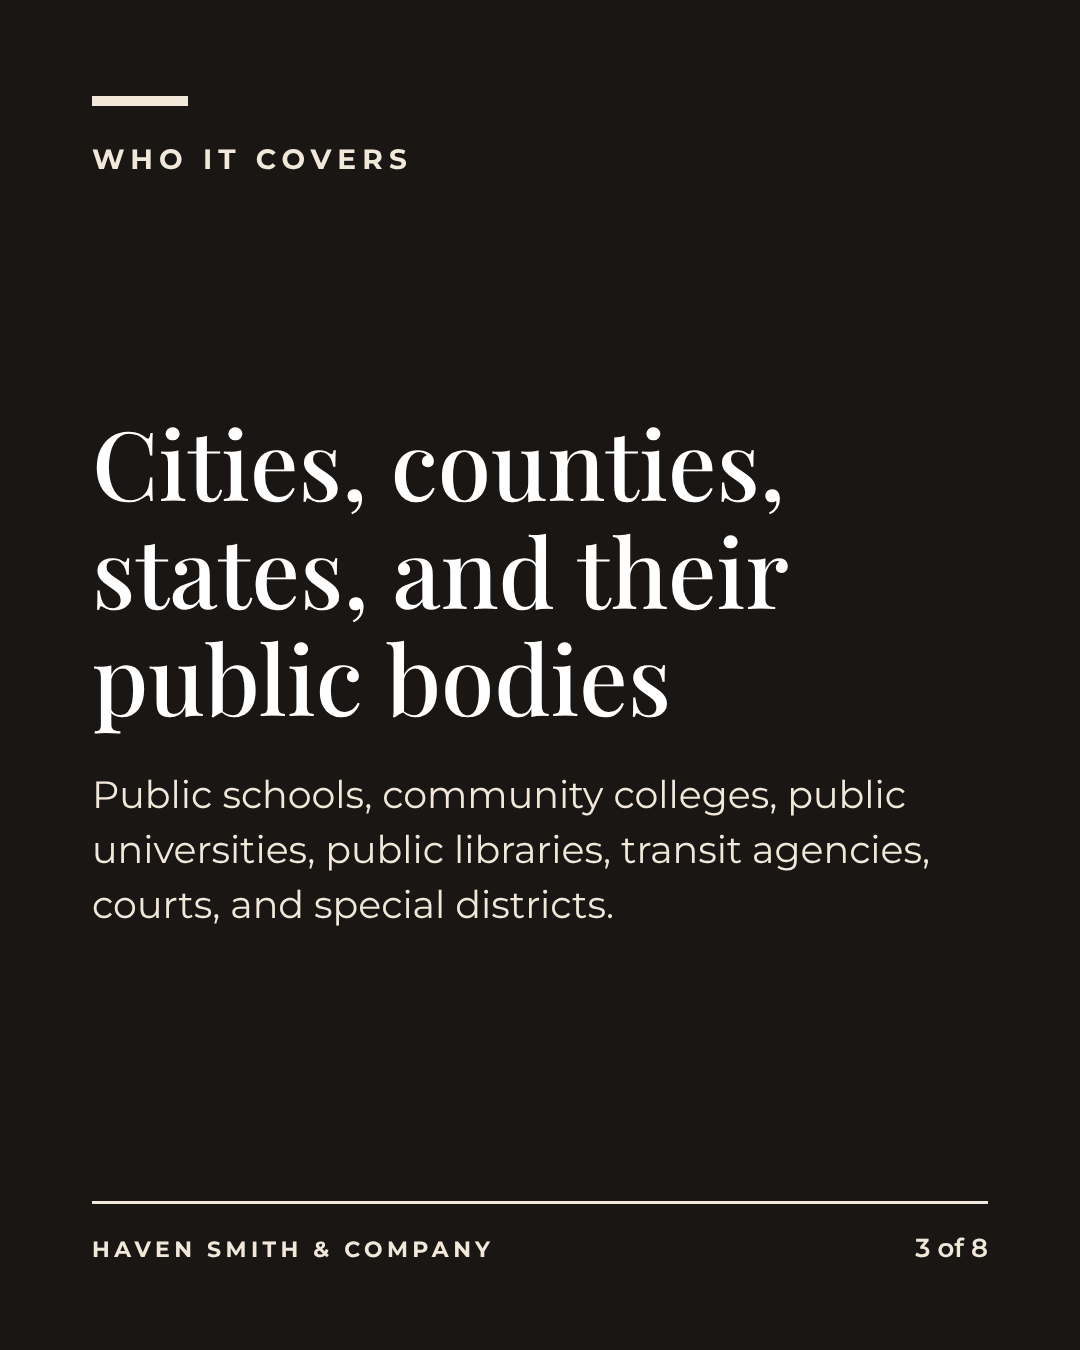 WHO IT COVERS
Cities, counties,
states, and their
public bodies
Public schools, community colleges, public
universities, public libraries, transit agencies,
courts, and special districts.
HAVEN SMITH & COMPANY
3 of 8